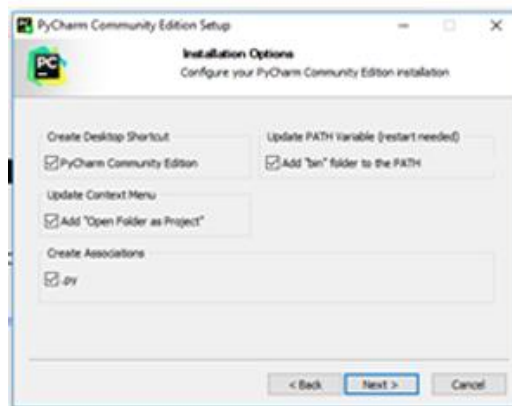 PyCharm Community Edition Setup
Installation Options
Configure your PyCharm Community Edition installation
PC
Create Desktop Shortcut
PyCharm Community Edition
Update PATH Variable (restart needed)
Add "bin" folder to the PATH
Update Context Menu
Add "Open Folder as Project"
Create Associations
.py
< Back
Next >
Cancel